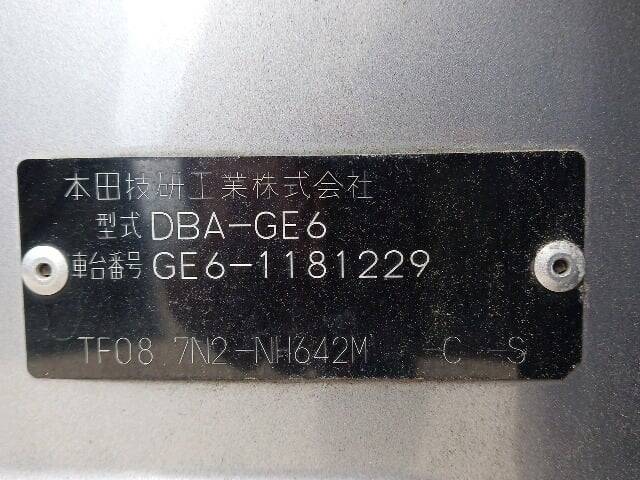 本田技研工業株式会社
型式 DBA-GE6
車台番号 GE6-1181229
TF08 7N2-NH642M -C -S